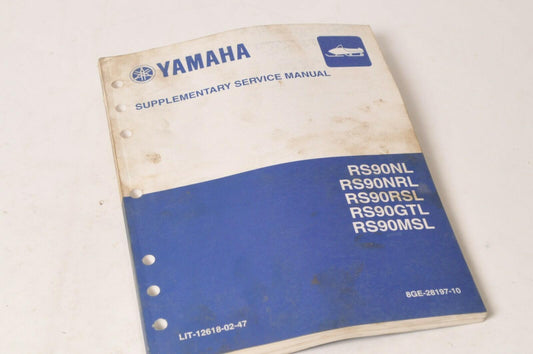 YAMAHA
SUPPLEMENTARY SERVICE MANUAL
RS90NL
RS90NRL
RS90RSL
RS90GTL
RS90MSL
LIT-12618-02-47
8GE-28197-10